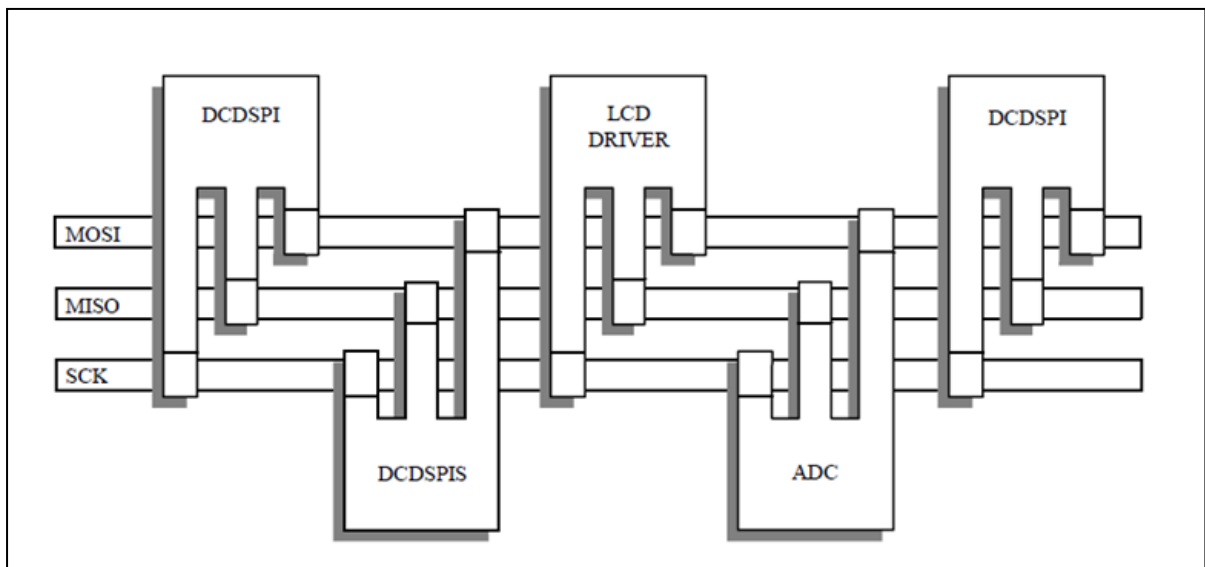 DCDSPI
LCD
DRIVER
DCDSPI
MOSI
MISO
SCK
DCDSPIS
ADC